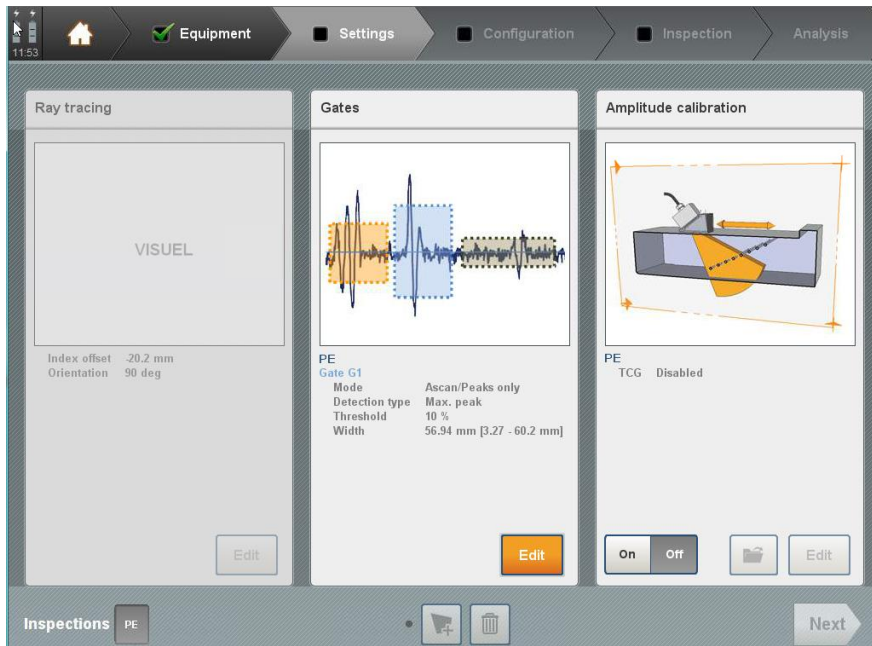 11:53
Equipment
Settings
Configuration
Inspection
Analysis
Ray tracing
VISUEL
Index offset -20.2 mm
Orientation 90 deg
Edit
Gates
PE
Gate G1
Mode Ascan/Peaks only
Detection type Max. peak
Threshold 10 %
Width 56.94 mm [3.27 - 60.2 mm]
Edit
Amplitude calibration
PE
TCG Disabled
On Off
Edit
Inspections PE
Next